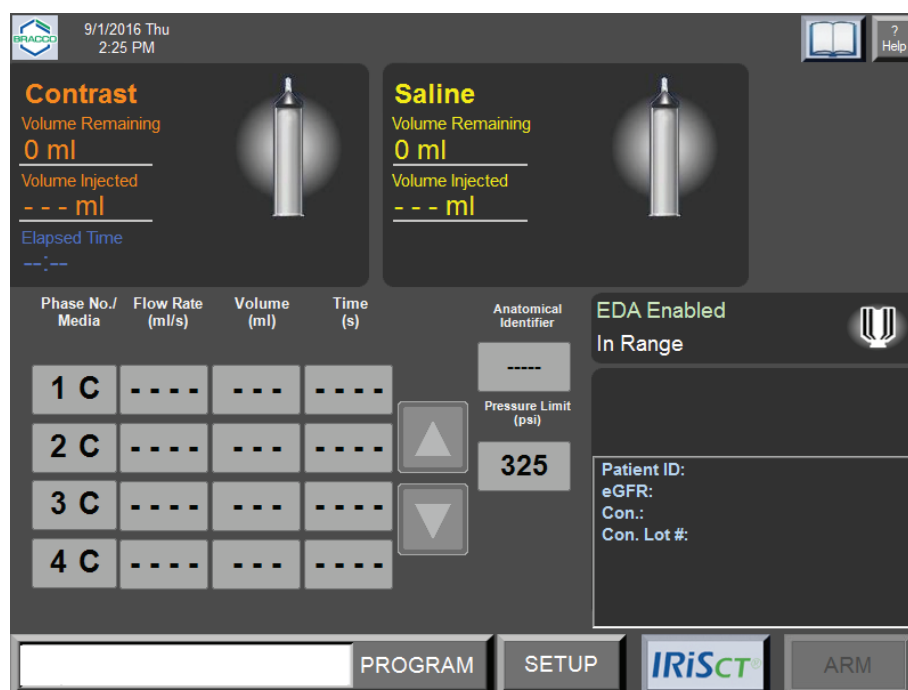 BRACCO
9/1/2016 Thu
2:25 PM
?
Help
Contrast
Volume Remaining
0 ml
Volume Injected
- - - ml
Elapsed Time
--:--
Saline
Volume Remaining
0 ml
Volume Injected
- - - ml
Phase No./
Media
Flow Rate
(ml/s)
Volume
(ml)
Time
(s)
1 C - - - - - - - - - - -
2 C - - - - - - - - - - -
3 C - - - - - - - - - - -
4 C - - - - - - - - - - -
Anatomical
Identifier
-----
Pressure Limit
(psi)
325
EDA Enabled
In Range
Patient ID:
eGFR:
Con.:
Con. Lot #:
PROGRAM
SETUP
IRiSCT®
ARM